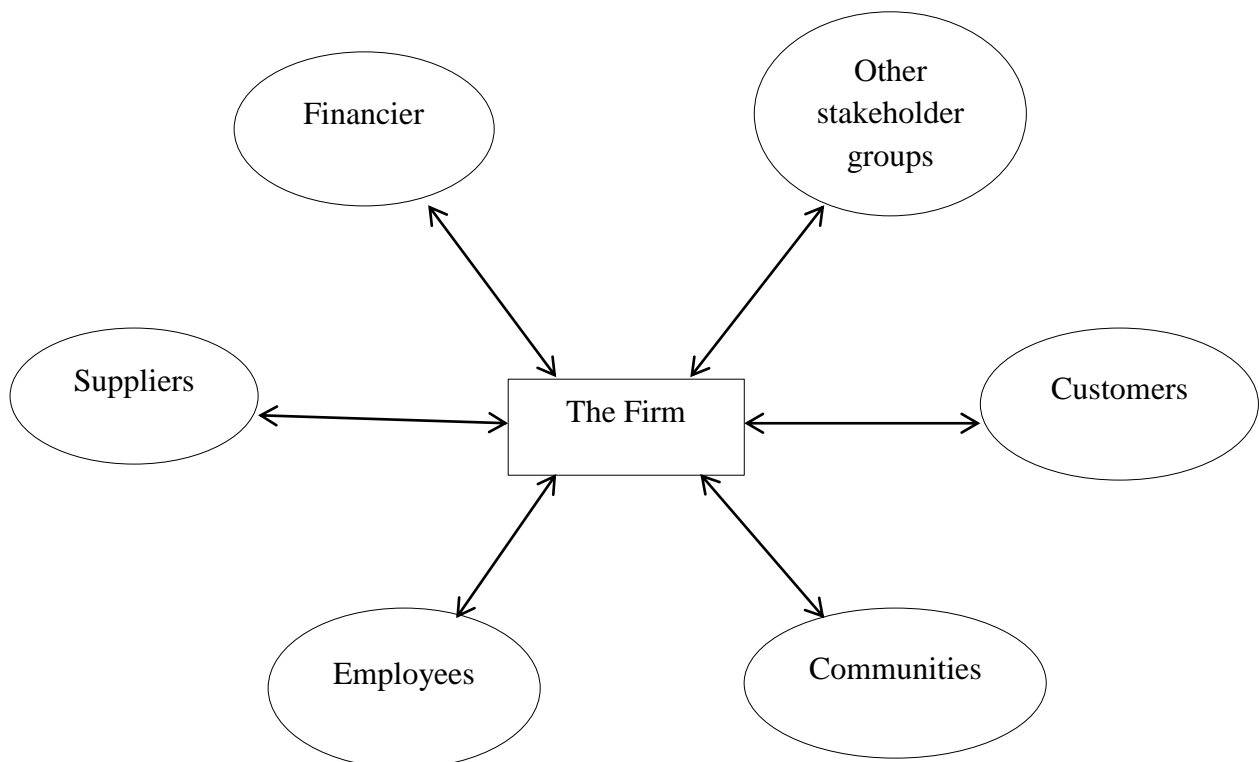 Financier
Other
stakeholder
groups
Suppliers
The Firm
Customers
Employees
Communities